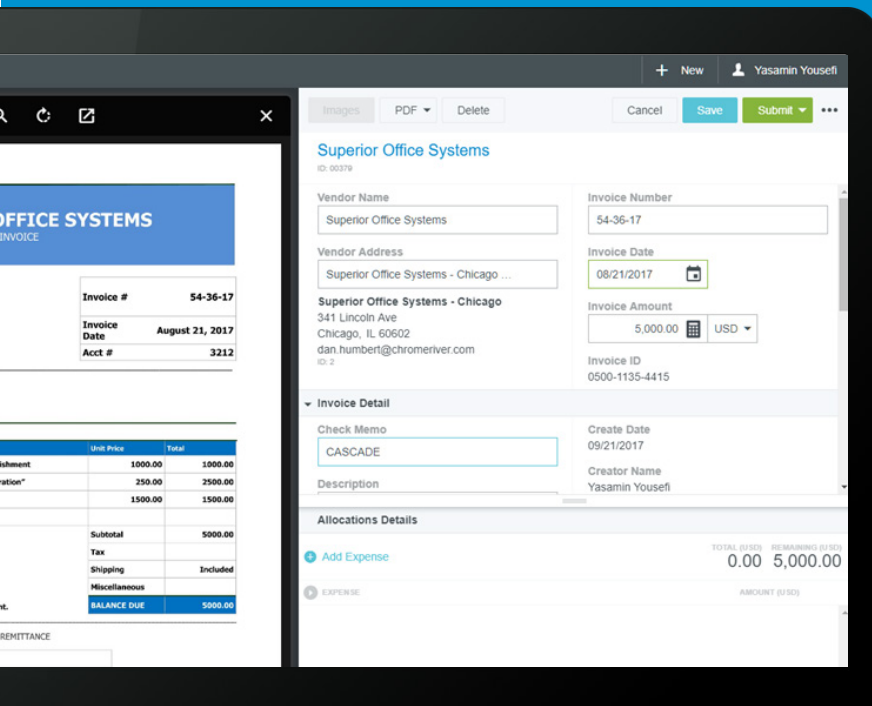 New
Yasamin Yousefi
OFFICE SYSTEMS
INVOICE
Invoice # 54-36-17
Invoice Date August 21, 2017
Acct # 3212
Unit Price Total
1000.00 1000.00
250.00 2500.00
1500.00 1500.00
Subtotal 5000.00
Tax
Shipping Included
Miscellaneous
BALANCE DUE 5000.00
REMITTANCE
Images PDF Delete Cancel Save Submit
Superior Office Systems
ID: 00379
Vendor Name
Superior Office Systems
Vendor Address
Superior Office Systems - Chicago ...
Superior Office Systems - Chicago
341 Lincoln Ave
Chicago, IL 60602
dan.humbert@chromeriver.com
ID: 2
Invoice Number
54-36-17
Invoice Date
08/21/2017
Invoice Amount
5,000.00 USD
Invoice ID
0500-1135-4415
Invoice Detail
Check Memo
CASCADE
Description
Create Date
09/21/2017
Creator Name
Yasamin Yousefi
Allocations Details
Add Expense
TOTAL (USD) REMAINING (USD)
0.00 5,000.00
EXPENSE AMOUNT (USD)